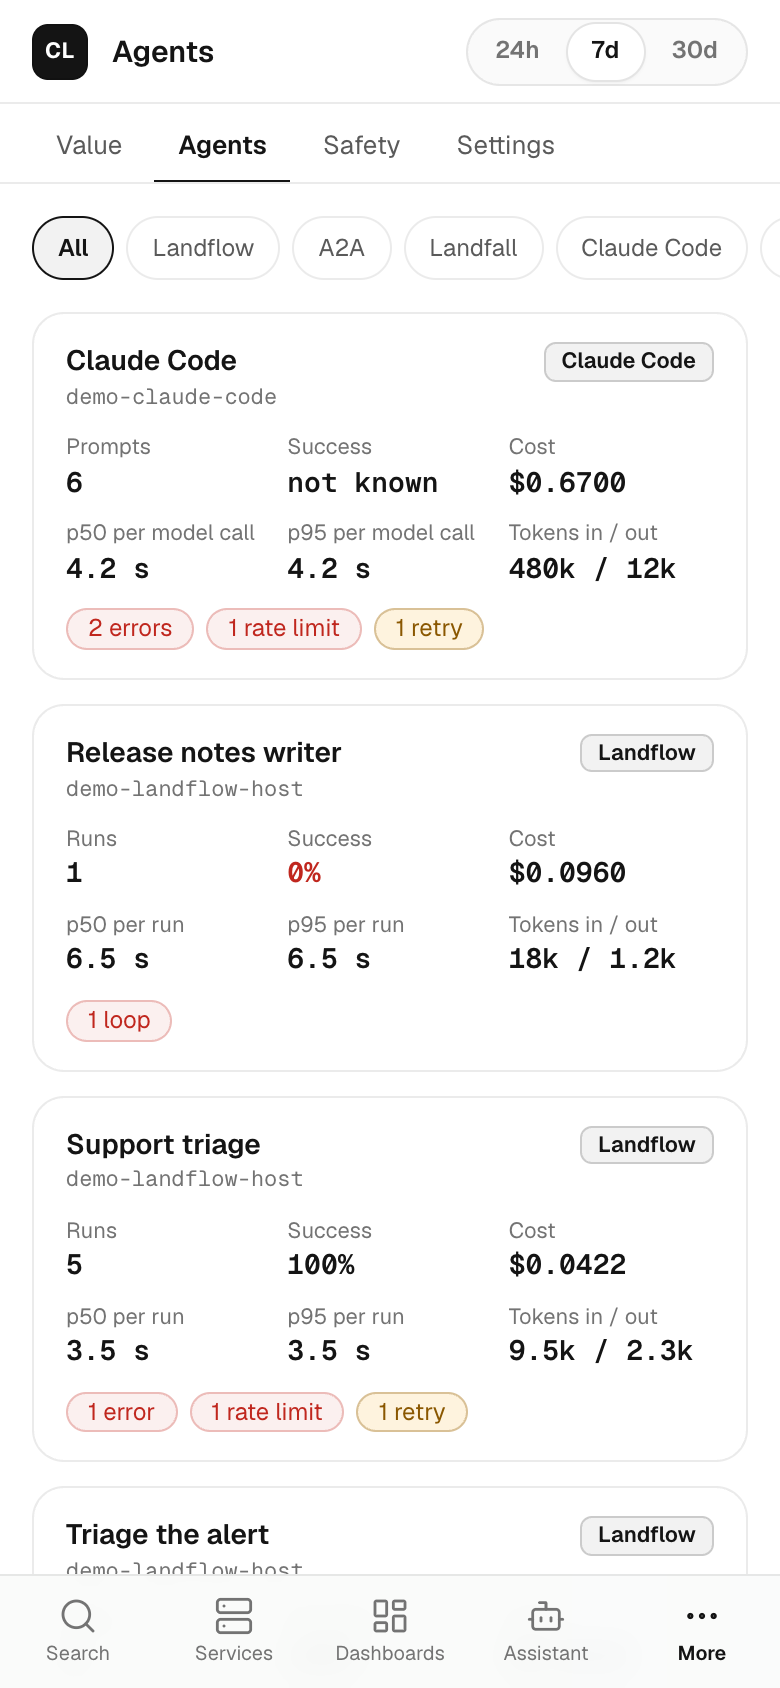 CL Agents 24h 7d 30d
Value Agents Safety Settings
All Landflow A2A Landfall Claude Code
Claude Code Claude Code
demo-claude-code
Prompts Success Cost
6 not known $0.6700
p50 per model call p95 per model call Tokens in / out
4.2 s 4.2 s 480k / 12k
2 errors 1 rate limit 1 retry
Release notes writer Landflow
demo-landflow-host
Runs Success Cost
1 0% $0.0960
p50 per run p95 per run Tokens in / out
6.5 s 6.5 s 18k / 1.2k
1 loop
Support triage Landflow
demo-landflow-host
Runs Success Cost
5 100% $0.0422
p50 per run p95 per run Tokens in / out
3.5 s 3.5 s 9.5k / 2.3k
1 error 1 rate limit 1 retry
Triage the alert Landflow
demo-landflow-host
Search Services Dashboards Assistant More